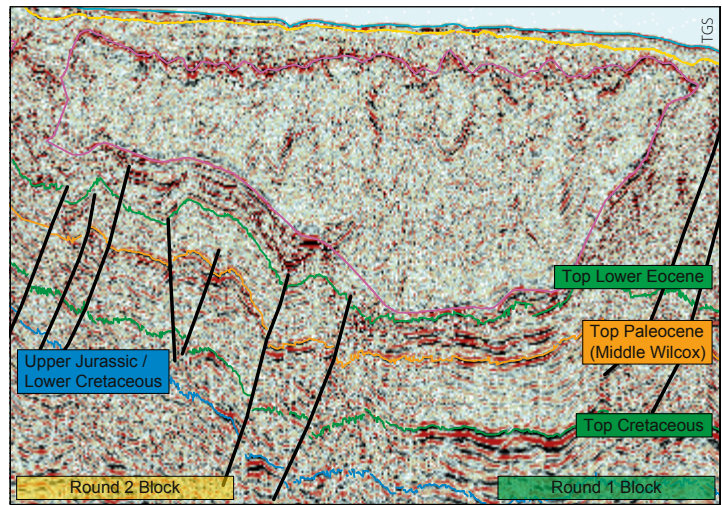 TGS
Top Lower Eocene
Top Paleocene
(Middle Wilcox)
Upper Jurassic /
Lower Cretaceous
Top Cretaceous
Round 2 Block
Round 1 Block